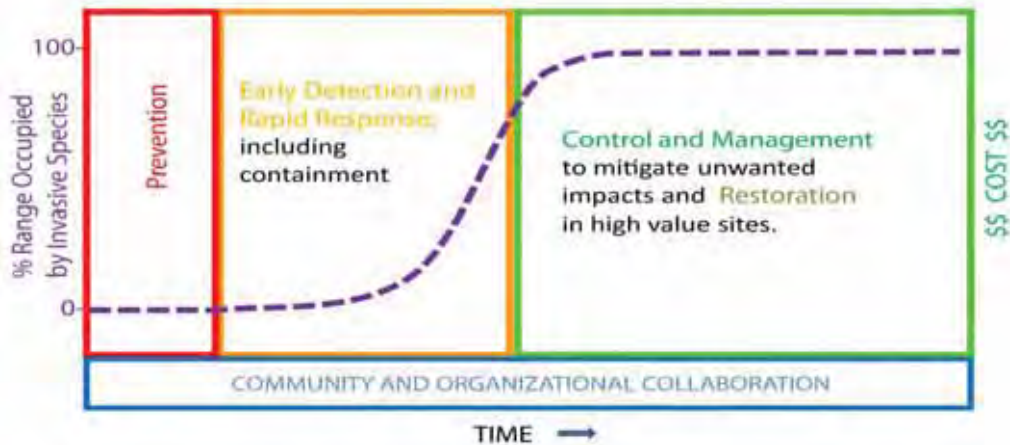 % Range Occupied
by Invasive Species
100
0
Prevention
Early Detection and
Rapid Response,
including
containment
Control and Management
to mitigate unwanted
impacts and Restoration
in high value sites.
$$ COST $$
COMMUNITY AND ORGANIZATIONAL COLLABORATION
TIME